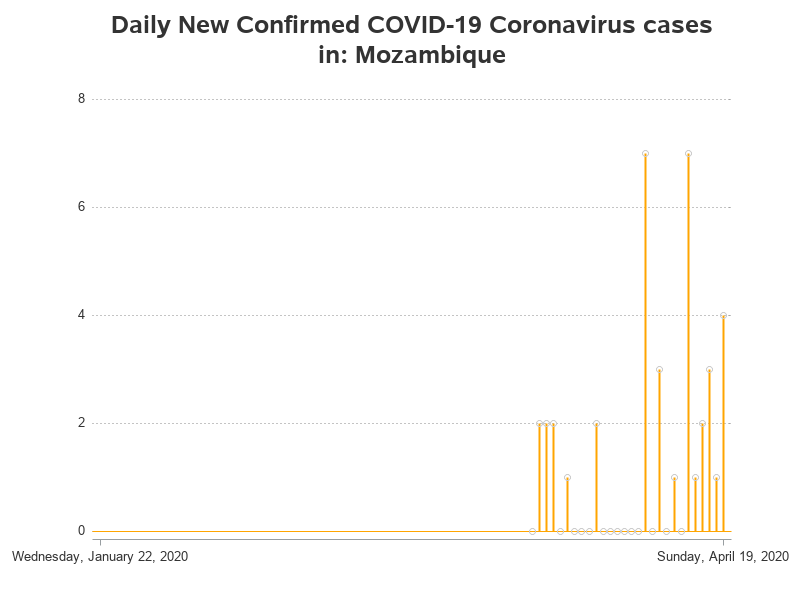 Daily New Confirmed COVID-19 Coronavirus cases
in: Mozambique
8
6
4
2
0
Wednesday, January 22, 2020
Sunday, April 19, 2020